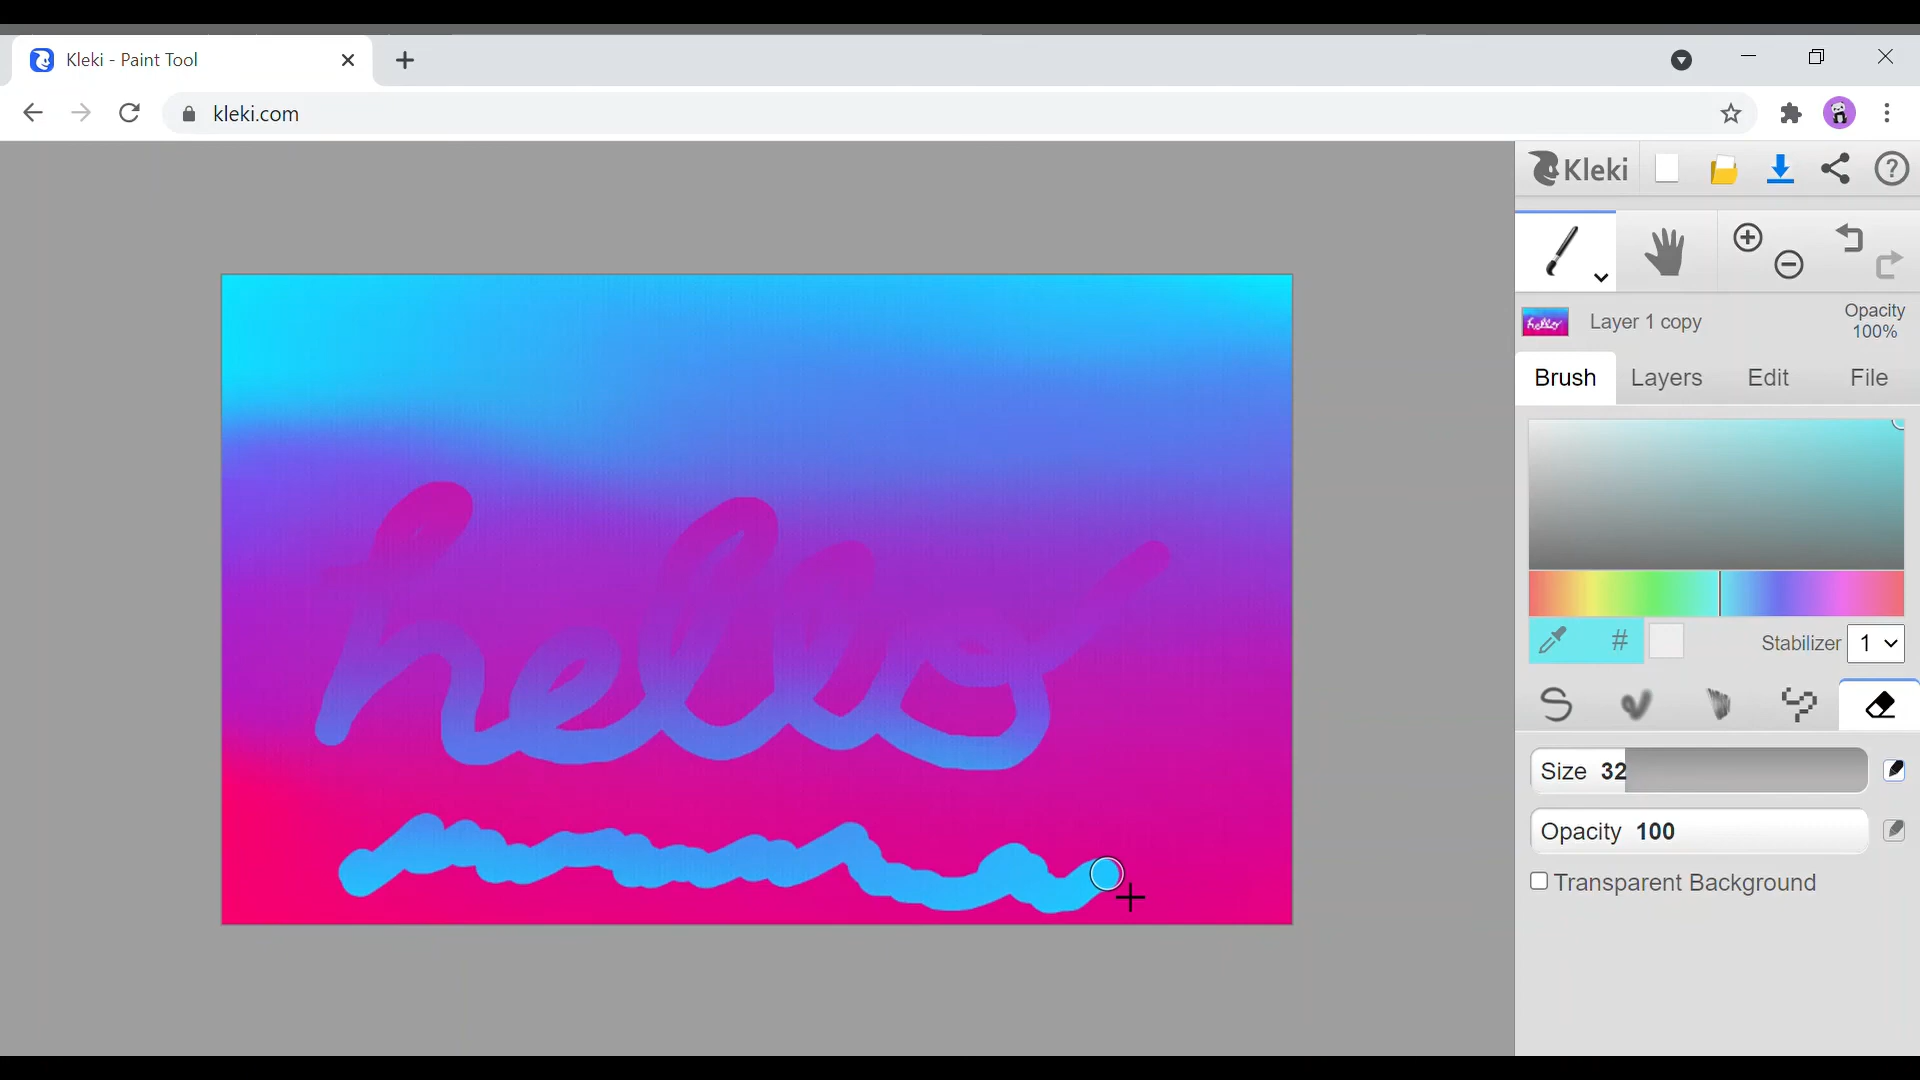 Kleki - Paint Tool
kleki.com
Kleki
Layer 1 copy
Opacity
100%
Brush Layers Edit File
hello
# Stabilizer 1
Size 32
Opacity 100
Transparent Background